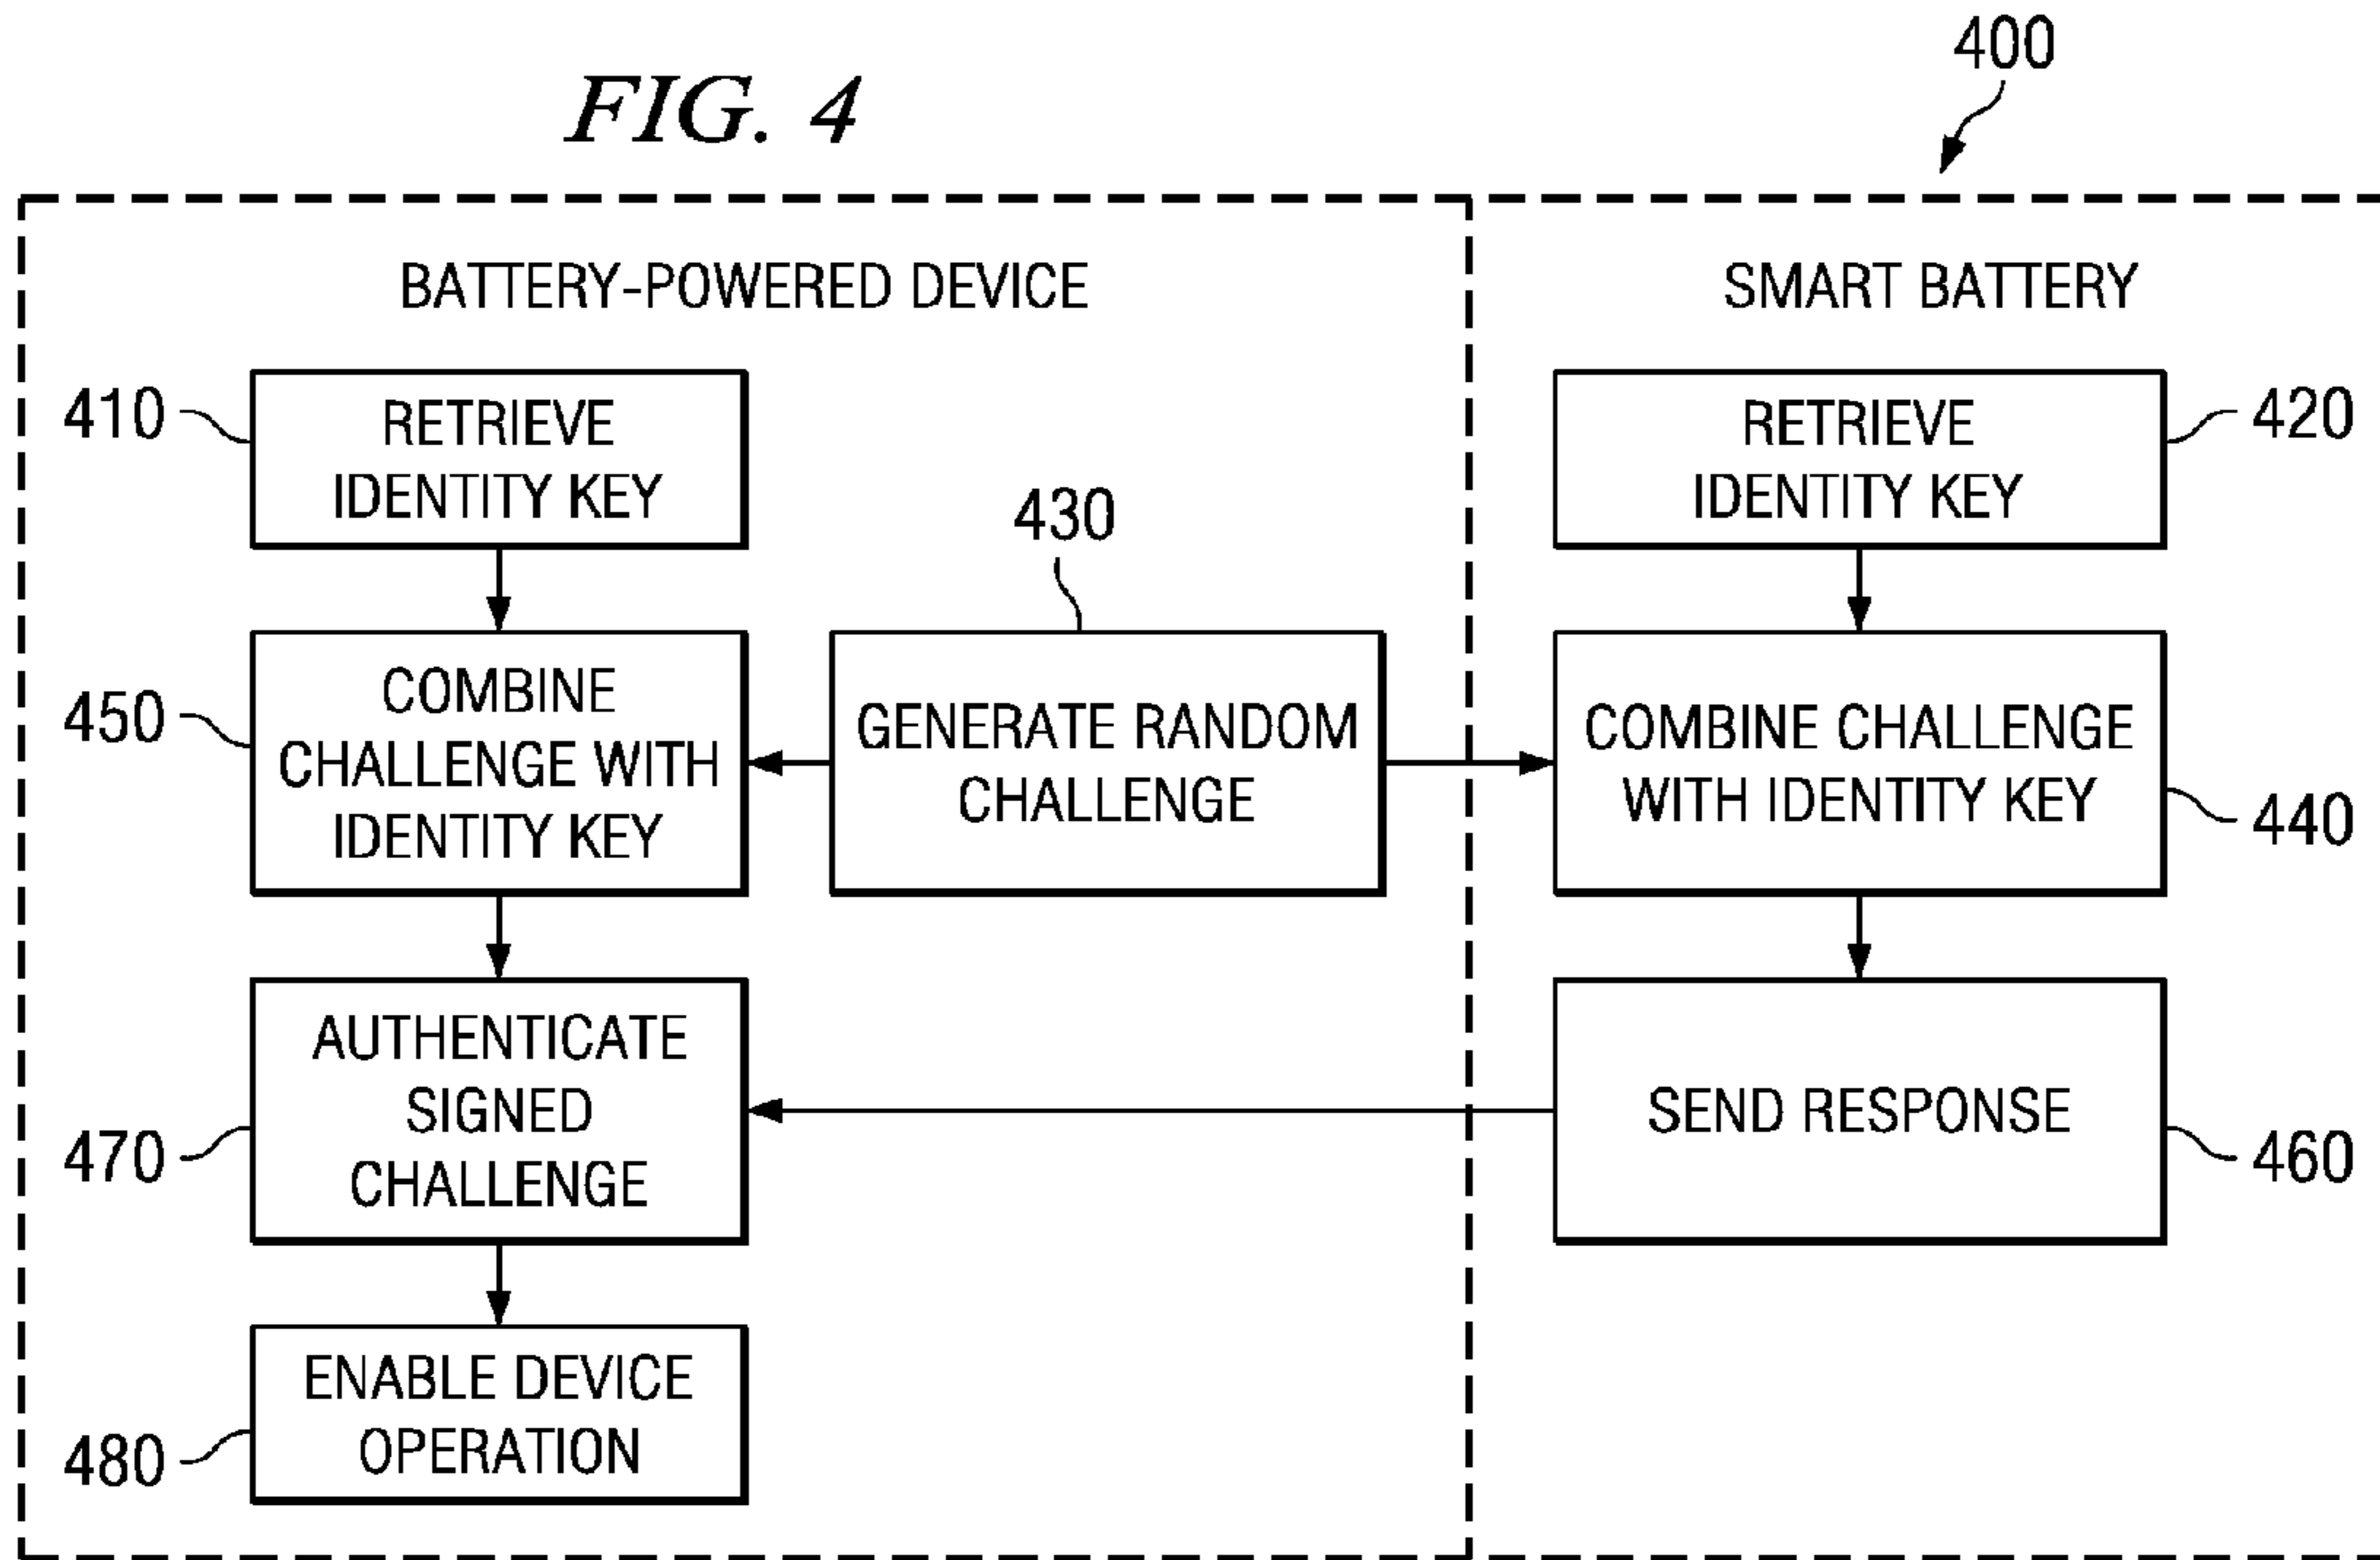 FIG. 4
400
BATTERY-POWERED DEVICE
SMART BATTERY
410
RETRIEVE
IDENTITY KEY
RETRIEVE
IDENTITY KEY
420
430
450
COMBINE
CHALLENGE WITH
IDENTITY KEY
GENERATE RANDOM
CHALLENGE
COMBINE CHALLENGE
WITH IDENTITY KEY
440
470
AUTHENTICATE
SIGNED
CHALLENGE
SEND RESPONSE
460
480
ENABLE DEVICE
OPERATION